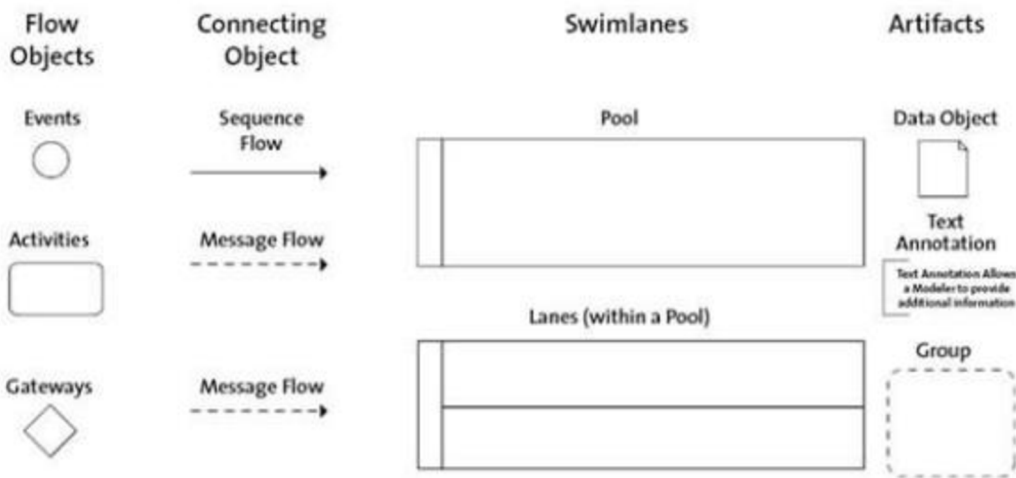 Flow
Objects
Connecting
Object
Swimlanes
Artifacts
Events
Sequence
Flow
Pool
Data Object
Activities
Message Flow
Text
Annotation
Text Annotation Allows
a Modeler to provide
additional information
Lanes (within a Pool)
Gateways
Message Flow
Group